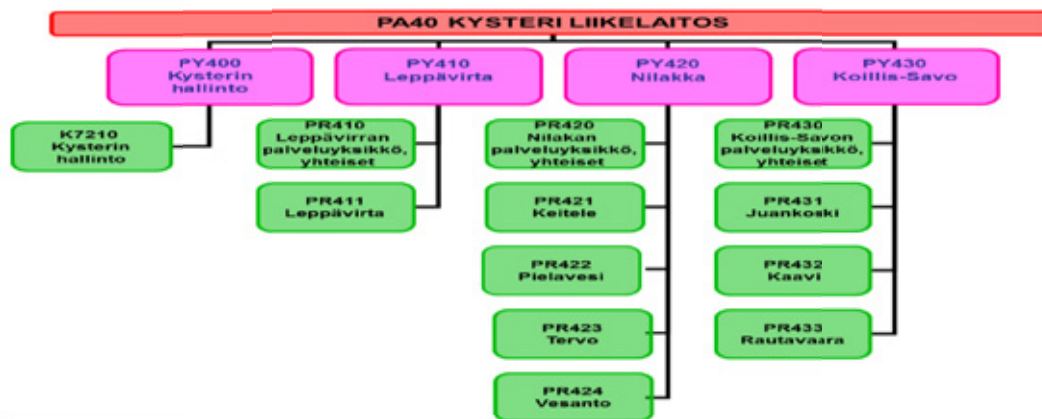 PA40 KYSTERI LIIKELAITOS
PY400
Kysterin
hallinto
PY410
Leppävirta
PY420
Nilakka
PY430
Koillis-Savo
K7210
Kysterin
hallinto
PR410
Leppävirran
palveluyksikkö,
yhteiset
PR411
Leppävirta
PR420
Nilakan
palveluyksikkö,
yhteiset
PR421
Keitele
PR422
Pielavesi
PR423
Tervo
PR424
Vesanto
PR430
Koillis-Savon
palveluyksikkö,
yhteiset
PR431
Juankoski
PR432
Kaavi
PR433
Rautavaara